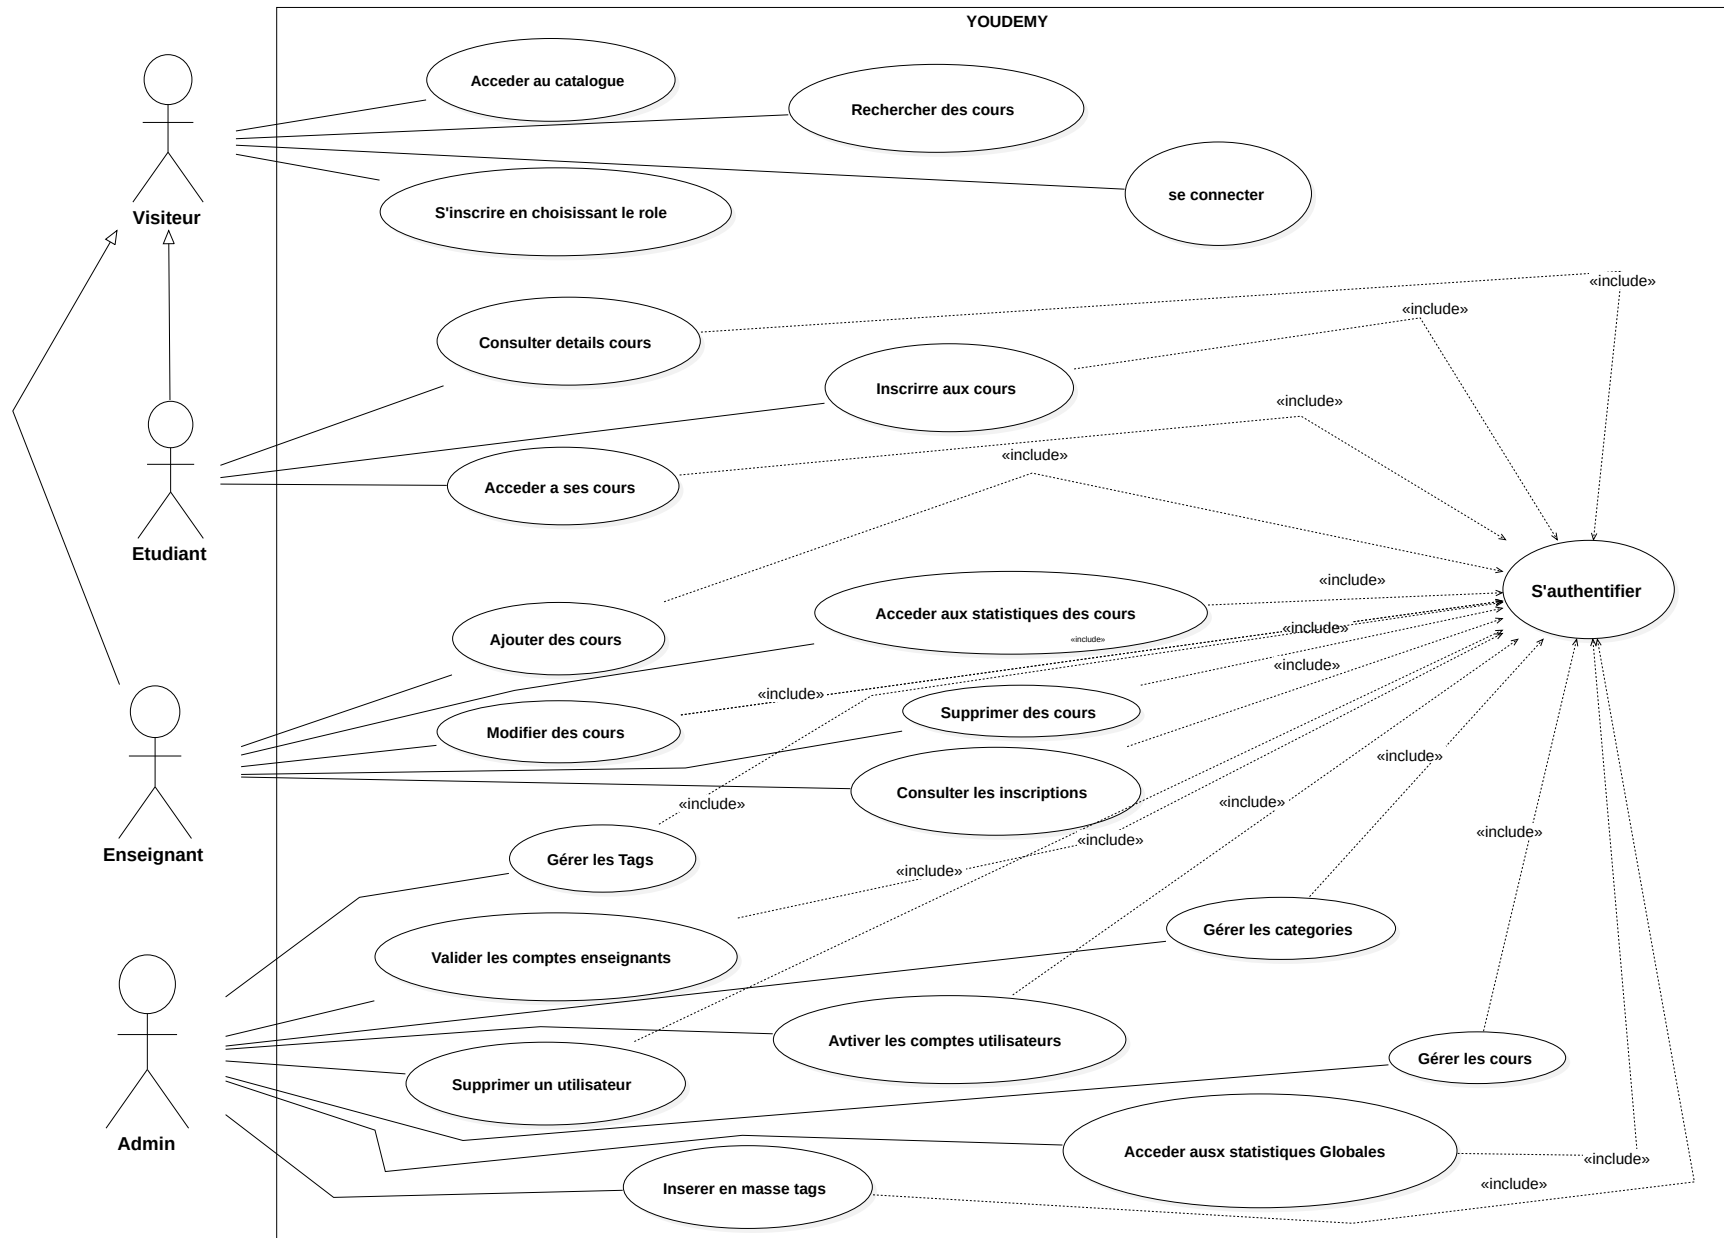 YOUDEMY
Acceder au catalogue
Rechercher des cours
se connecter
S'inscrire en choisissant le role
Visiteur
«include»
«include»
Consulter details cours
Inscrirre aux cours
«include»
«include»
Acceder a ses cours
Etudiant
«include»
S'authentifier
Acceder aux statistiques des cours
«include»
«include»
Ajouter des cours
«include»
«include»
Supprimer des cours
Modifier des cours
«include»
Consulter les inscriptions
«include»
«include»
«include»
«include»
Enseignant
Gérer les Tags
«include»
Gérer les categories
Valider les comptes enseignants
Avtiver les comptes utilisateurs
Gérer les cours
Supprimer un utilisateur
Admin
Acceder ausx statistiques Globales
«include»
«include»
Inserer en masse tags